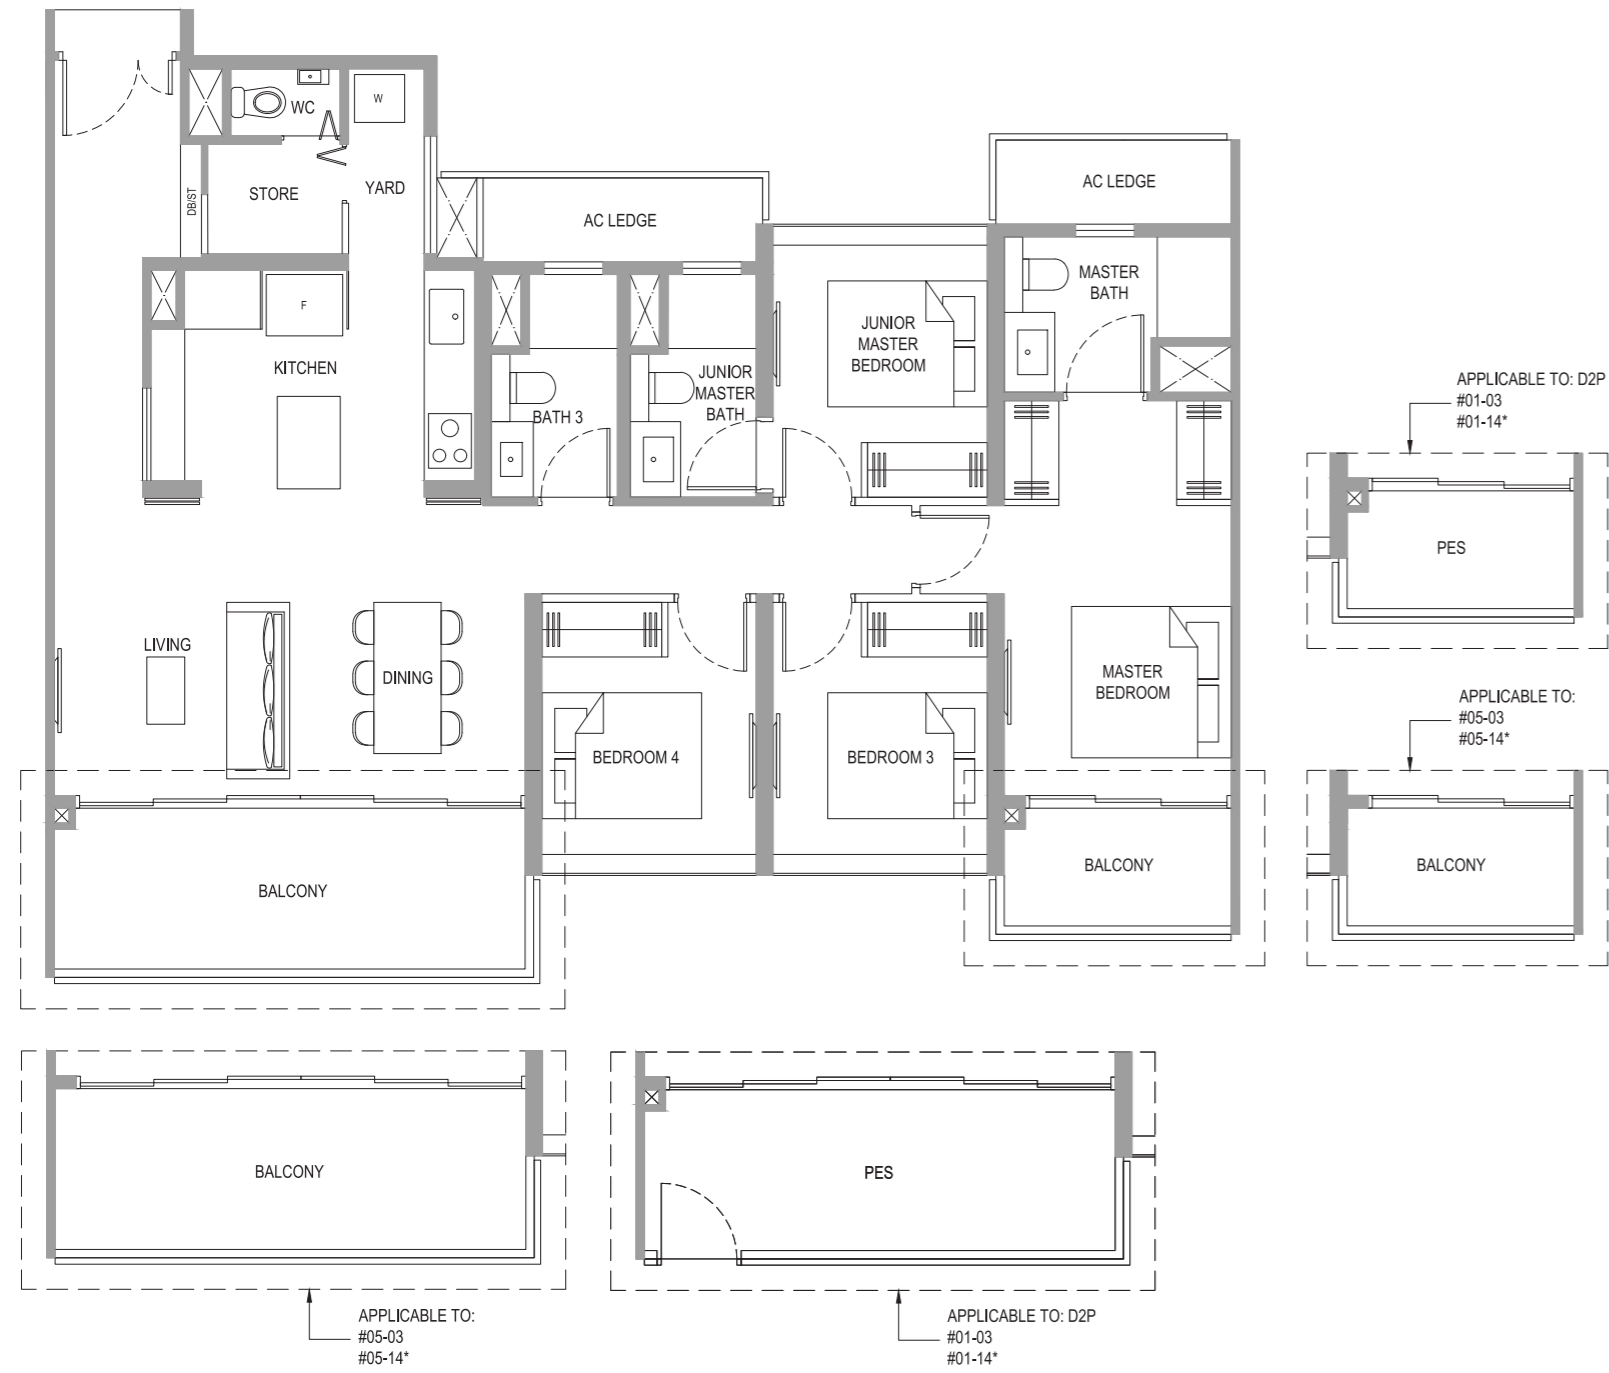 WC
W
STORE
YARD
DB/ST
AC LEDGE
AC LEDGE
MASTER
BATH
F
KITCHEN
JUNIOR
MASTER
BEDROOM
JUNIOR
MASTER
BATH
BATH 3
LIVING
DINING
BEDROOM 4
BEDROOM 3
MASTER
BEDROOM
BALCONY
BALCONY
APPLICABLE TO: D2P
#01-03
#01-14*
PES
APPLICABLE TO:
#05-03
#05-14*
BALCONY
BALCONY
APPLICABLE TO:
#05-03
#05-14*
PES
APPLICABLE TO: D2P
#01-03
#01-14*